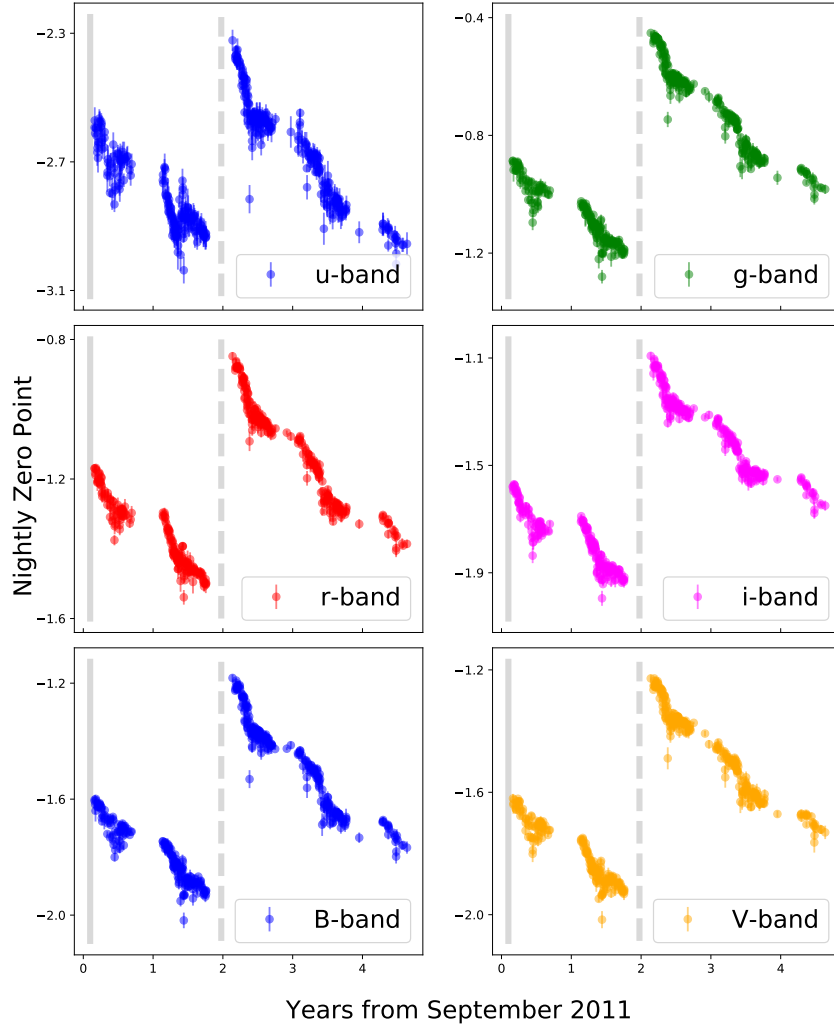 −2.3
−2.7
−3.1
u-band
−0.4
−0.8
−1.2
g-band
−0.8
−1.2
−1.6
r-band
−1.1
−1.5
−1.9
i-band
−1.2
−1.6
−2.0
B-band
−1.2
−1.6
−2.0
V-band
0 1 2 3 4
0 1 2 3 4
Nightly Zero Point
Years from September 2011